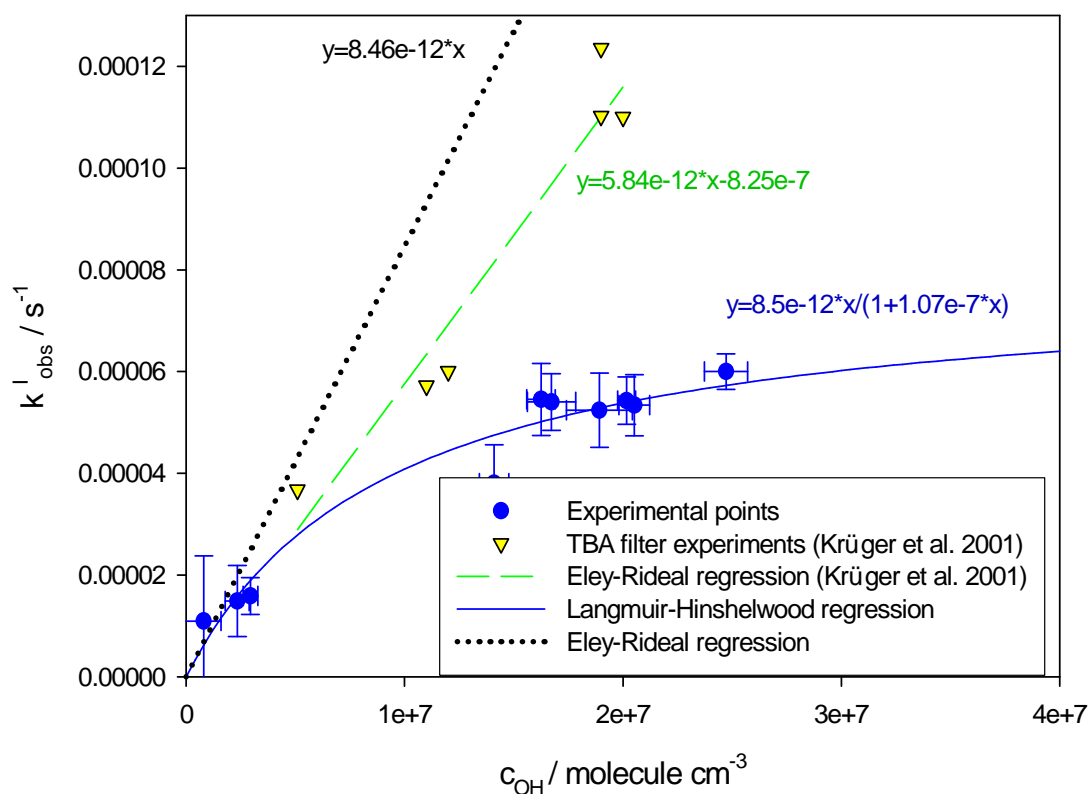 y=8.46e-12*x
y=5.84e-12*x-8.25e-7
y=8.5e-12*x/(1+1.07e-7*x)
0.00012
0.00010
0.00008
0.00006
0.00004
0.00002
0.00000
k^I_obs / s^-1
Experimental points
TBA filter experiments (Krüger et al. 2001)
Eley-Rideal regression (Krüger et al. 2001)
Langmuir-Hinshelwood regression
Eley-Rideal regression
0 1e+7 2e+7 3e+7 4e+7
c_OH / molecule cm^-3